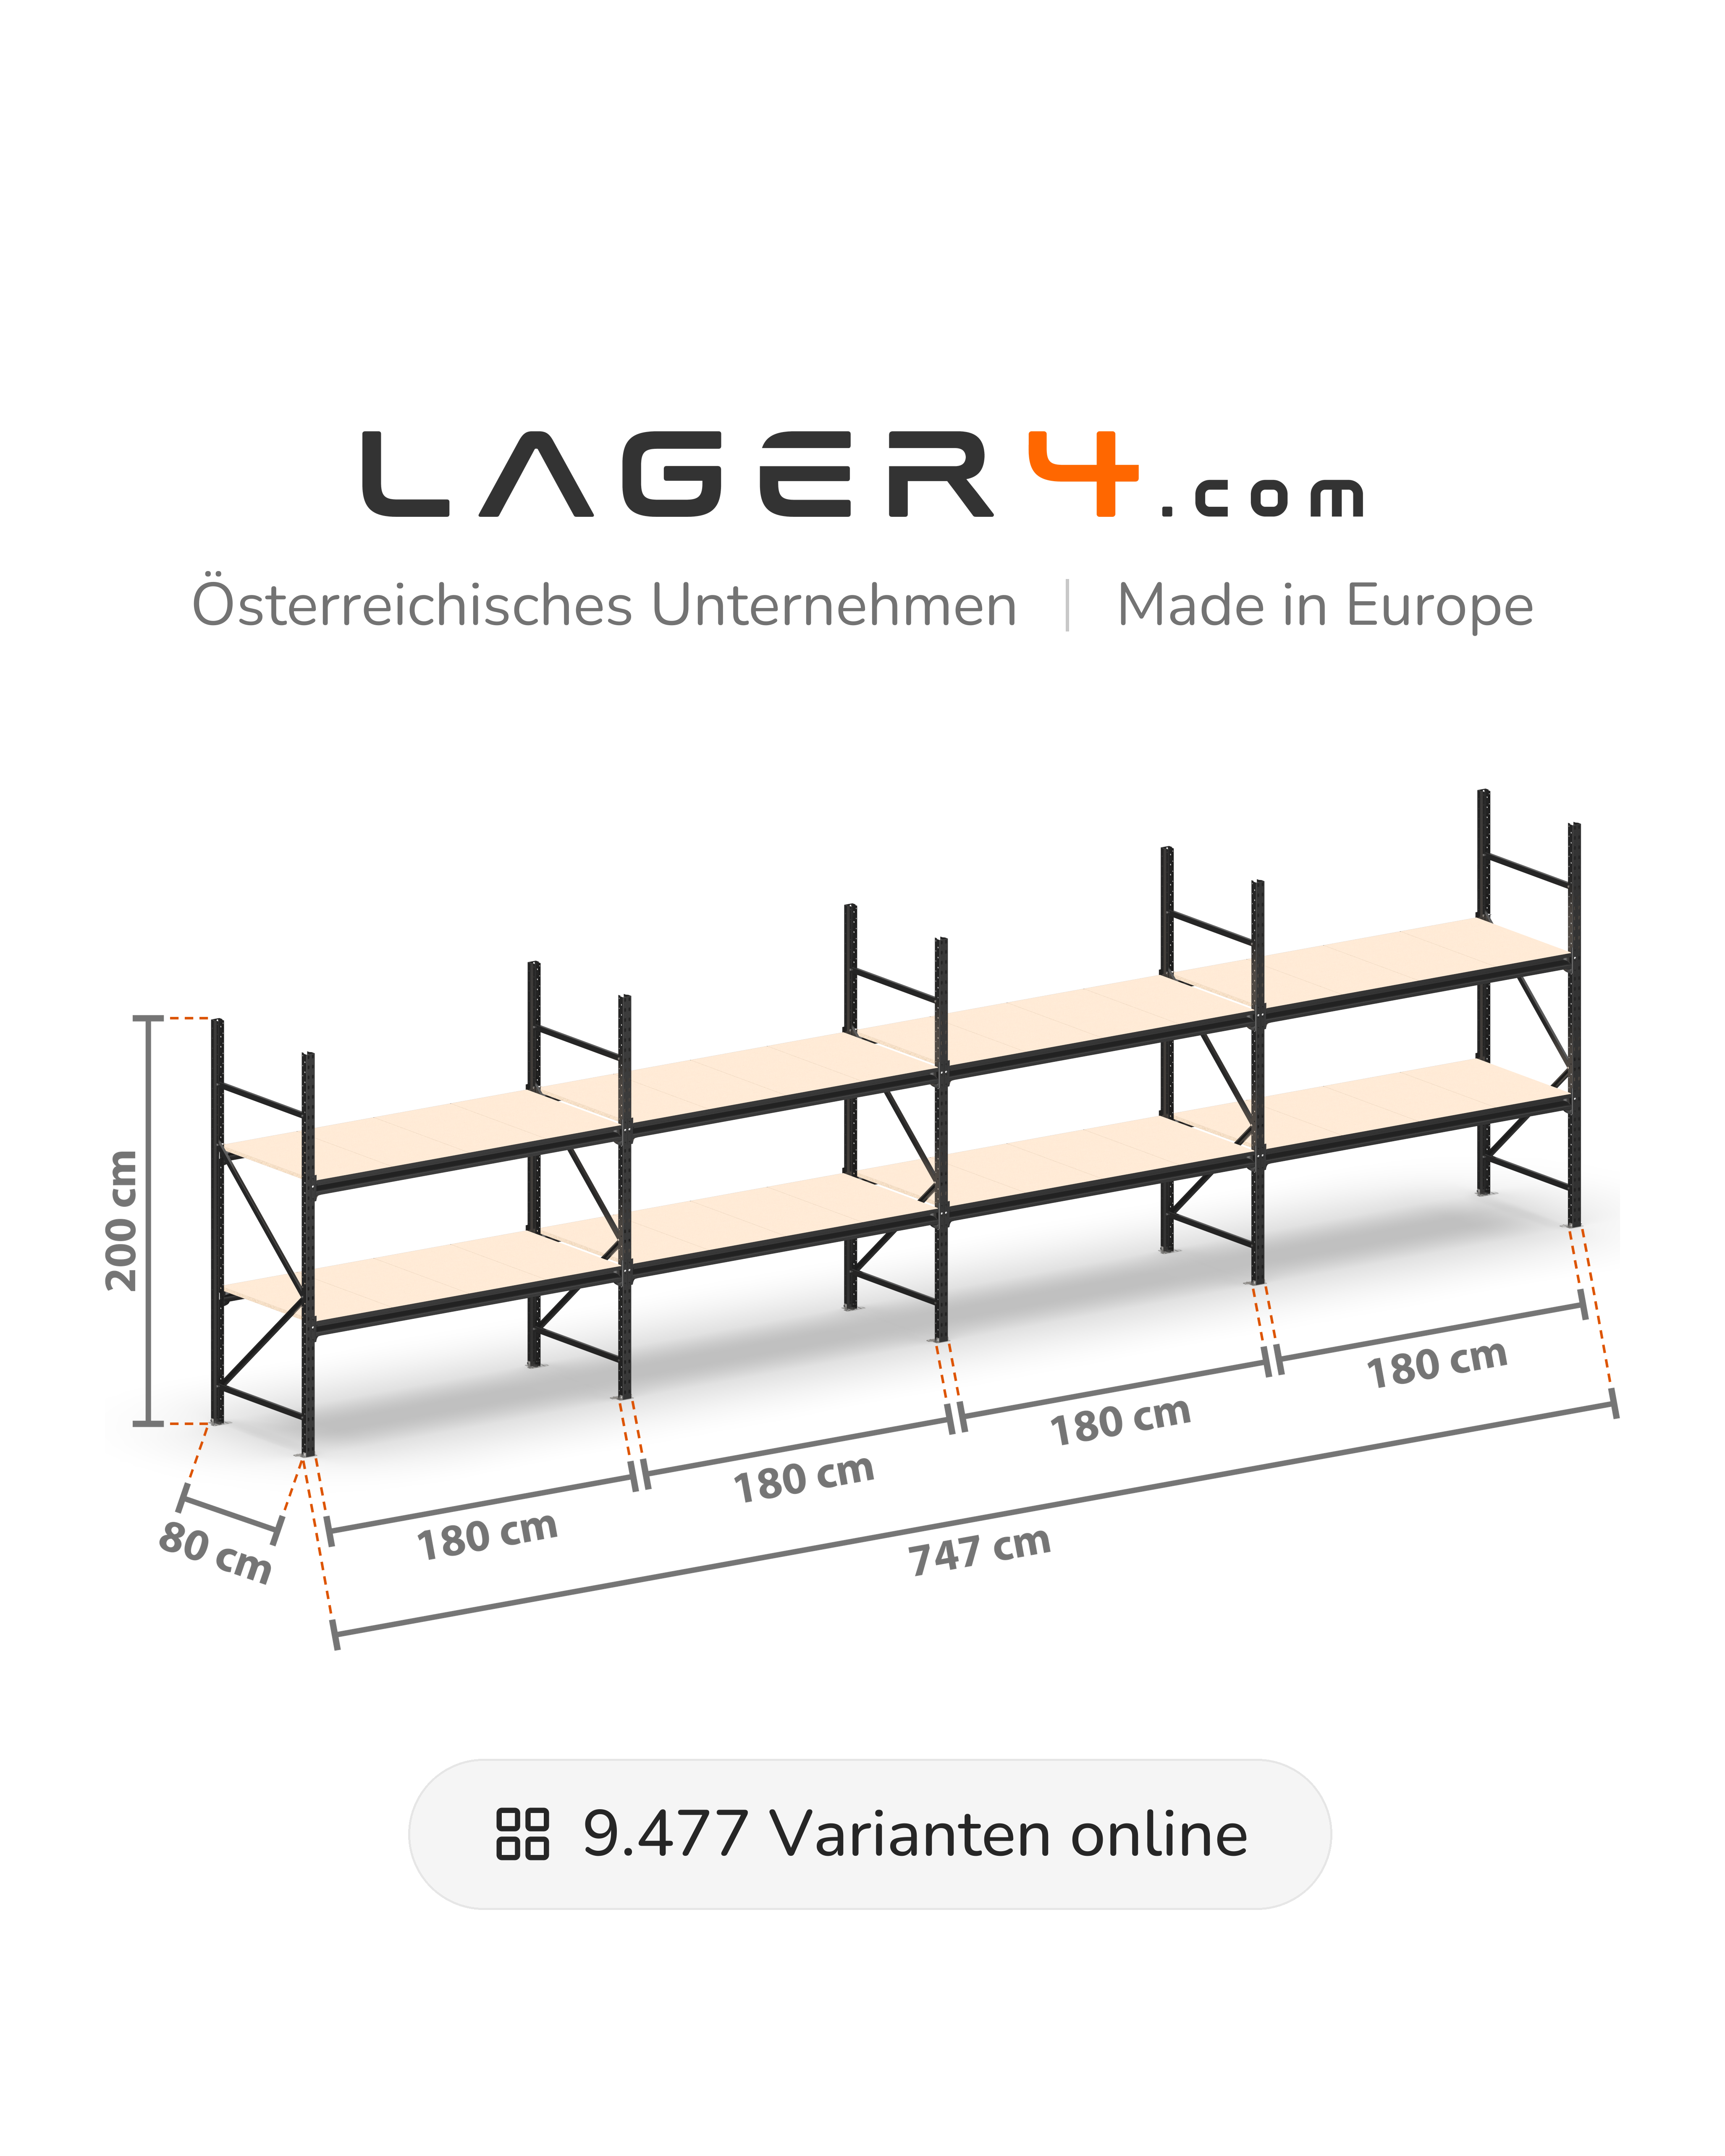 LAGER4.com
Österreichisches Unternehmen | Made in Europe
200 cm
80 cm
180 cm
180 cm
180 cm
180 cm
747 cm
9.477 Varianten online